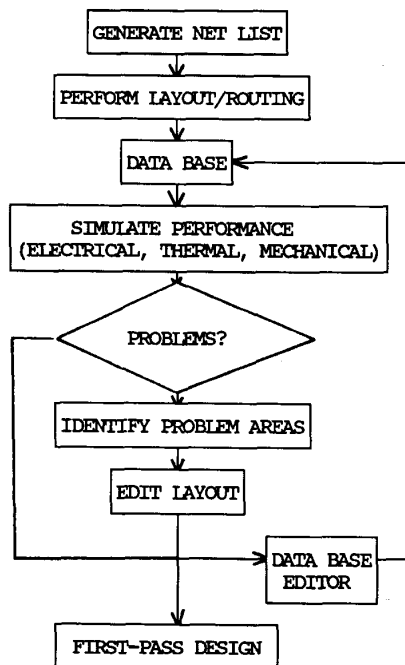 GENERATE NET LIST
PERFORM LAYOUT/ROUTING
DATA BASE
SIMULATE PERFORMANCE
(ELECTRICAL, THERMAL, MECHANICAL)
PROBLEMS?
IDENTIFY PROBLEM AREAS
EDIT LAYOUT
DATA BASE
EDITOR
FIRST-PASS DESIGN